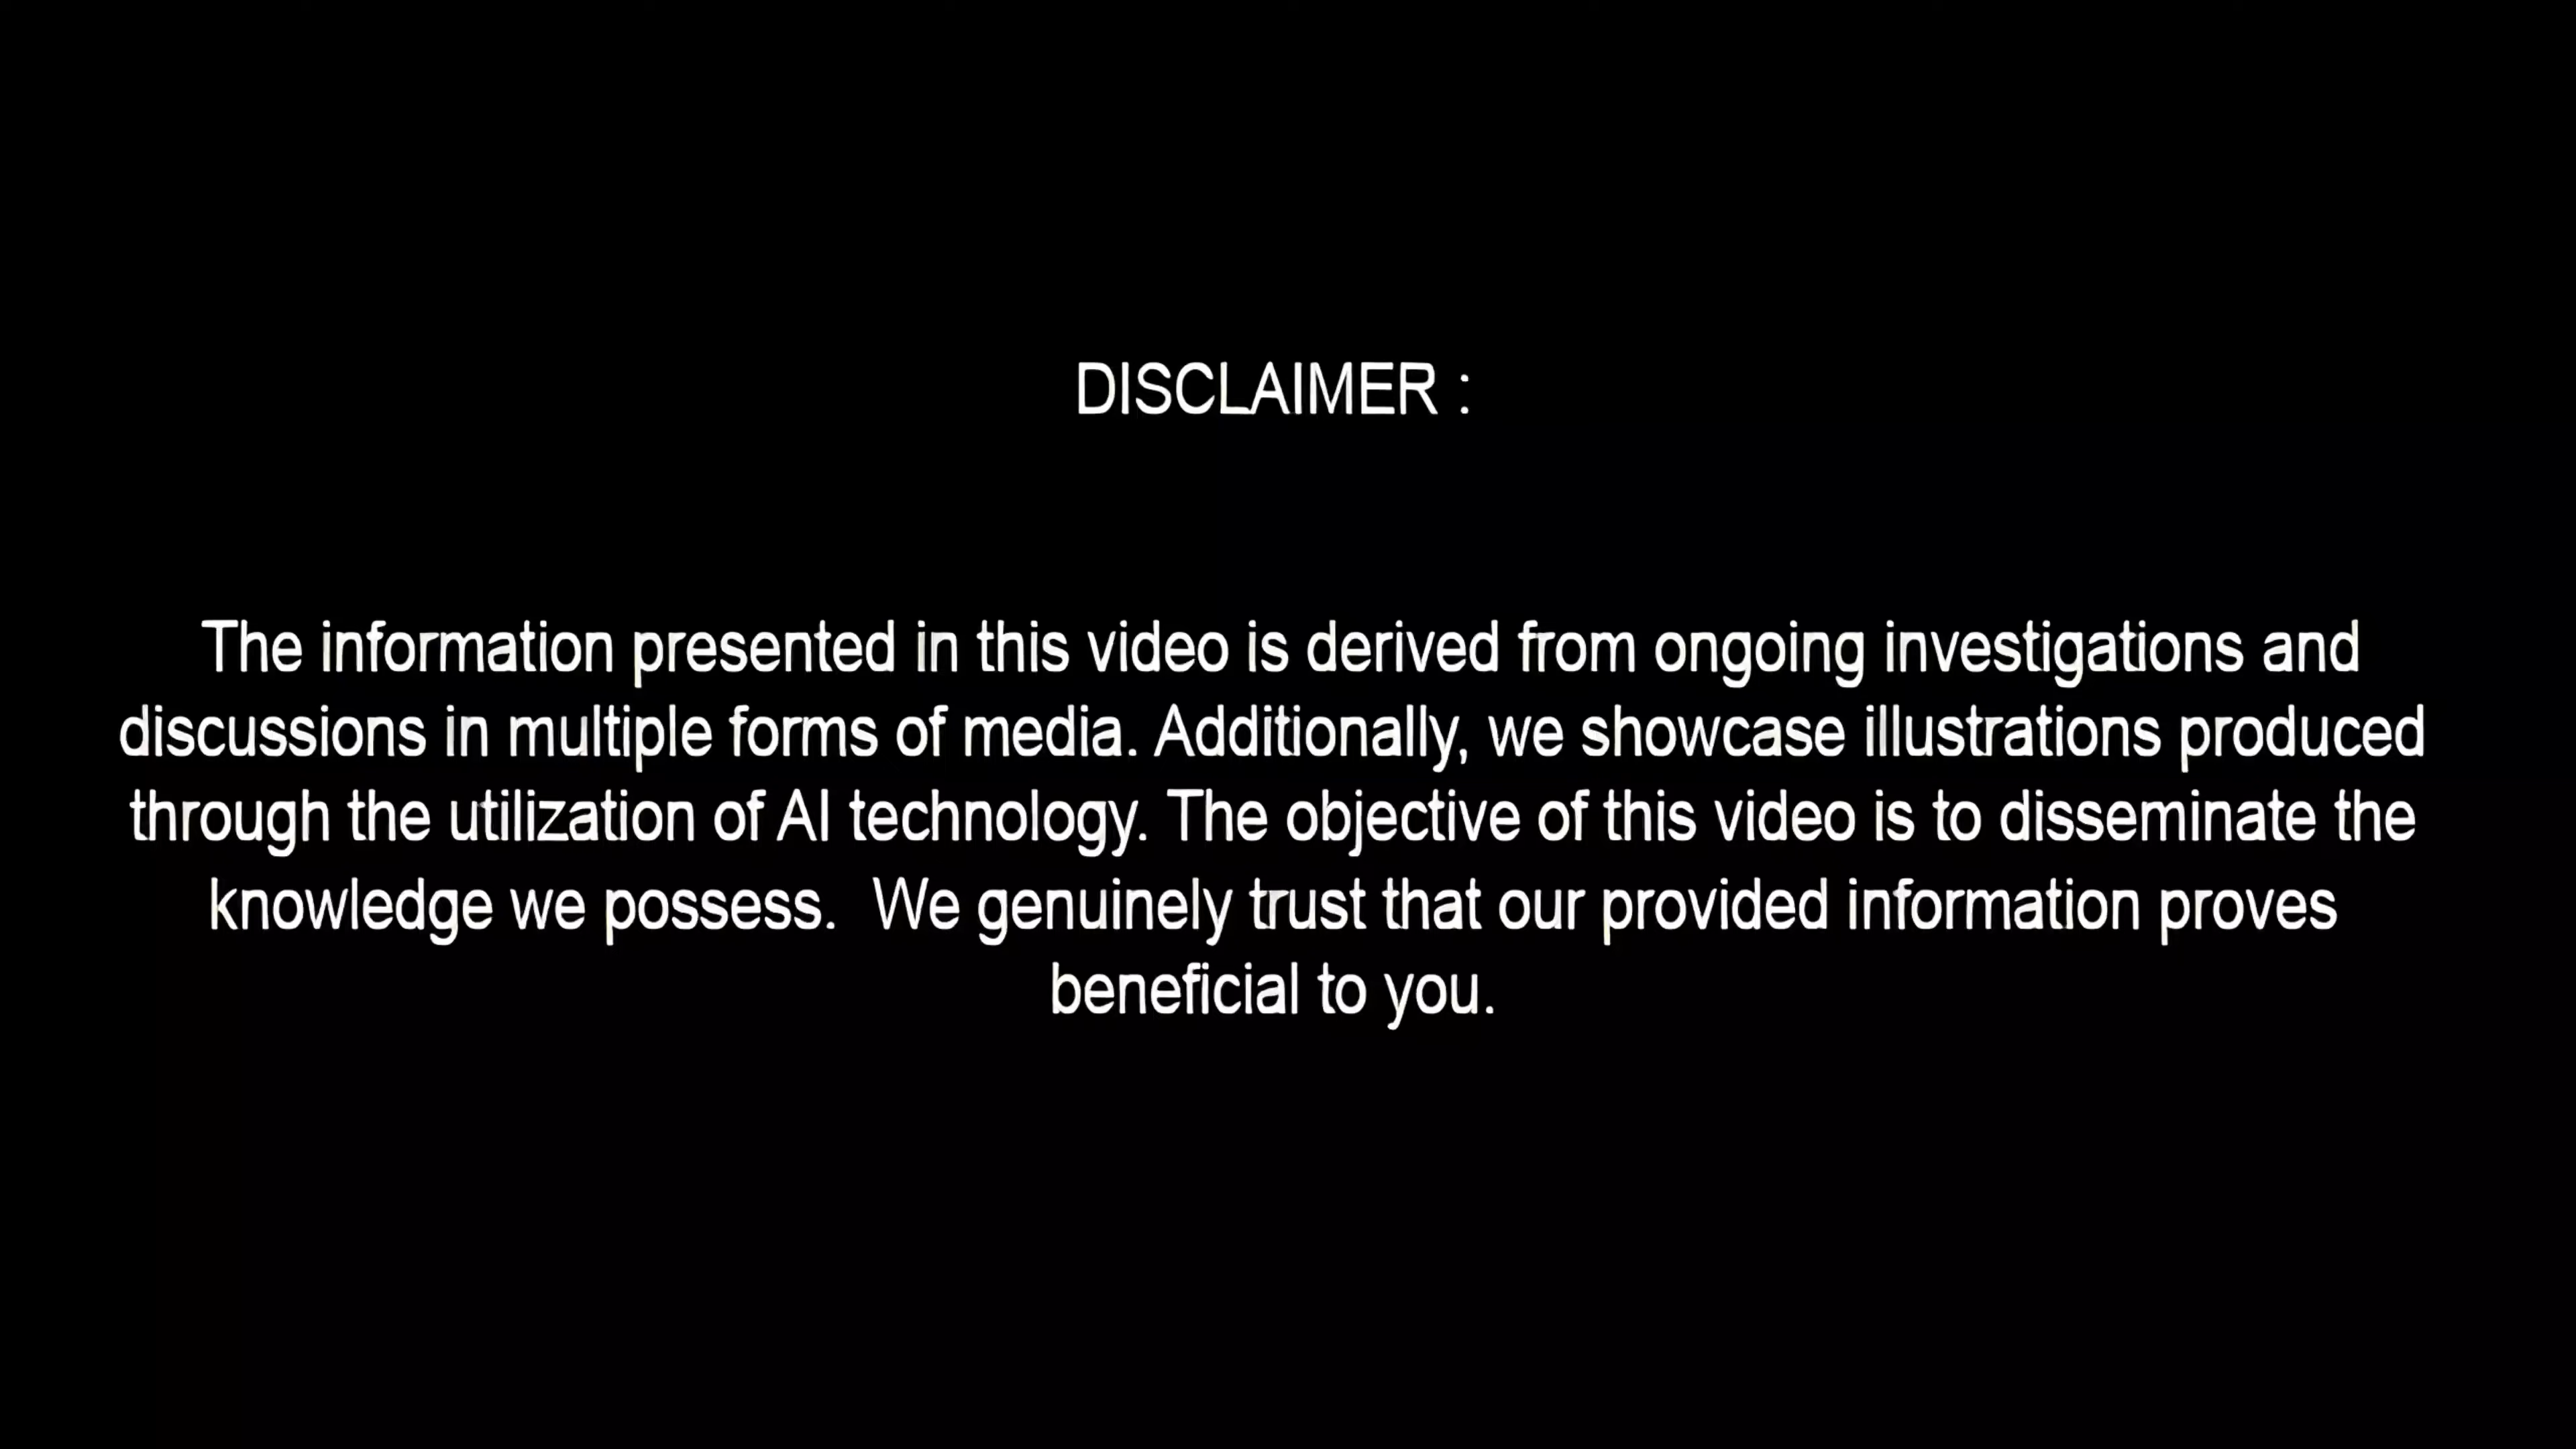 DISCLAIMER :
The information presented in this video is derived from ongoing investigations and
discussions in multiple forms of media. Additionally, we showcase illustrations produced
through the utilization of AI technology. The objective of this video is to disseminate the
knowledge we possess.  We genuinely trust that our provided information proves
beneficial to you.